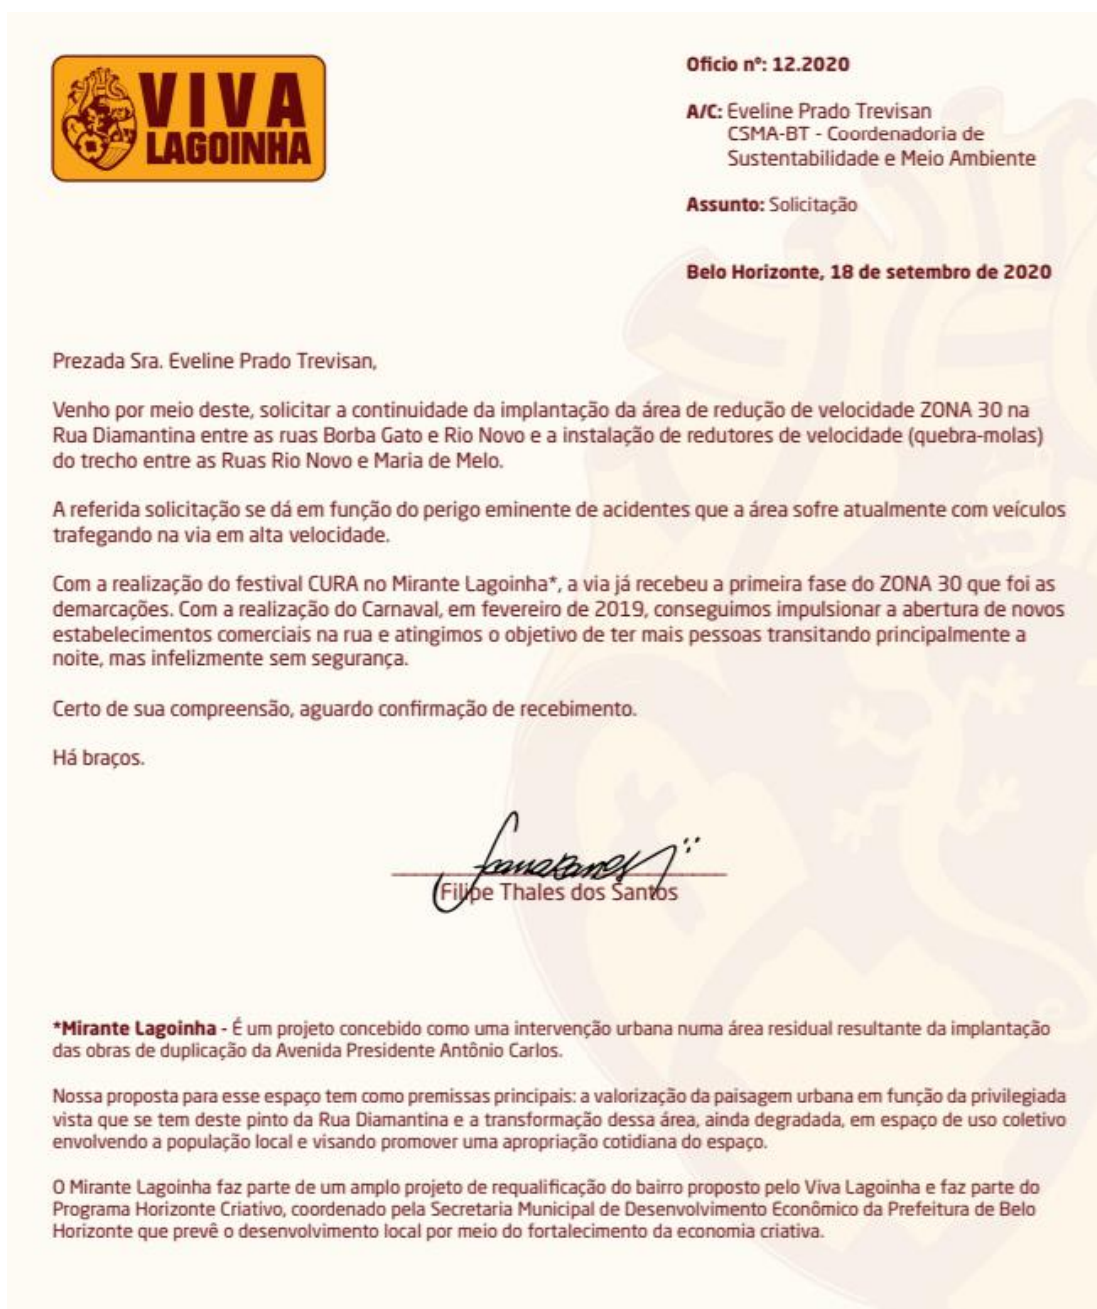 VIVA
LAGOINHA
Oficio nº: 12.2020
A/C: Eveline Prado Trevisan
CSMA-BT - Coordenadoria de
Sustentabilidade e Meio Ambiente
Assunto: Solicitação
Belo Horizonte, 18 de setembro de 2020
Prezada Sra. Eveline Prado Trevisan,
Venho por meio deste, solicitar a continuidade da implantação da área de redução de velocidade ZONA 30 na
Rua Diamantina entre as ruas Borba Gato e Rio Novo e a instalação de redutores de velocidade (quebra-molas)
do trecho entre as Ruas Rio Novo e Maria de Melo.
A referida solicitação se dá em função do perigo eminente de acidentes que a área sofre atualmente com veículos
trafegando na via em alta velocidade.
Com a realização do festival CURA no Mirante Lagoinha*, a via já recebeu a primeira fase do ZONA 30 que foi as
demarcações. Com a realização do Carnaval, em fevereiro de 2019, conseguimos impulsionar a abertura de novos
estabelecimentos comerciais na rua e atingimos o objetivo de ter mais pessoas transitando principalmente a
noite, mas infelizmente sem segurança.
Certo de sua compreensão, aguardo confirmação de recebimento.
Há braços.
Filipe Thales dos Santos
*Mirante Lagoinha - É um projeto concebido como uma intervenção urbana numa área residual resultante da implantação
das obras de duplicação da Avenida Presidente Antônio Carlos.
Nossa proposta para esse espaço tem como premissas principais: a valorização da paisagem urbana em função da privilegiada
vista que se tem deste pinto da Rua Diamantina e a transformação dessa área, ainda degradada, em espaço de uso coletivo
envolvendo a população local e visando promover uma apropriação cotidiana do espaço.
O Mirante Lagoinha faz parte de um amplo projeto de requalificação do bairro proposto pelo Viva Lagoinha e faz parte do
Programa Horizonte Criativo, coordenado pela Secretaria Municipal de Desenvolvimento Econômico da Prefeitura de Belo
Horizonte que prevê o desenvolvimento local por meio do fortalecimento da economia criativa.